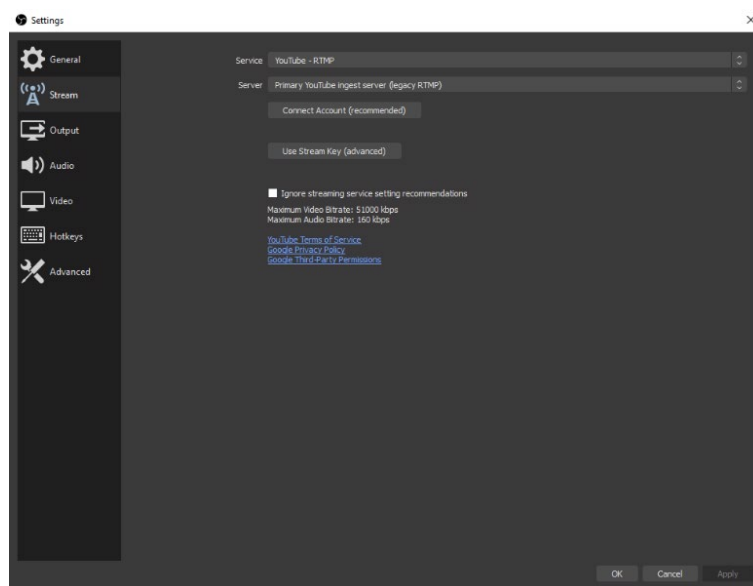 Settings
General
Stream
Output
Audio
Video
Hotkeys
Advanced
Service YouTube - RTMP
Server Primary YouTube ingest server (legacy RTMP)
Connect Account (recommended)
Use Stream Key (advanced)
Ignore streaming service setting recommendations
Maximum Video Bitrate: 51000 kbps
Maximum Audio Bitrate: 160 kbps
YouTube Terms of Service
Google Privacy Policy
Google Third-Party Permissions
OK Cancel Apply